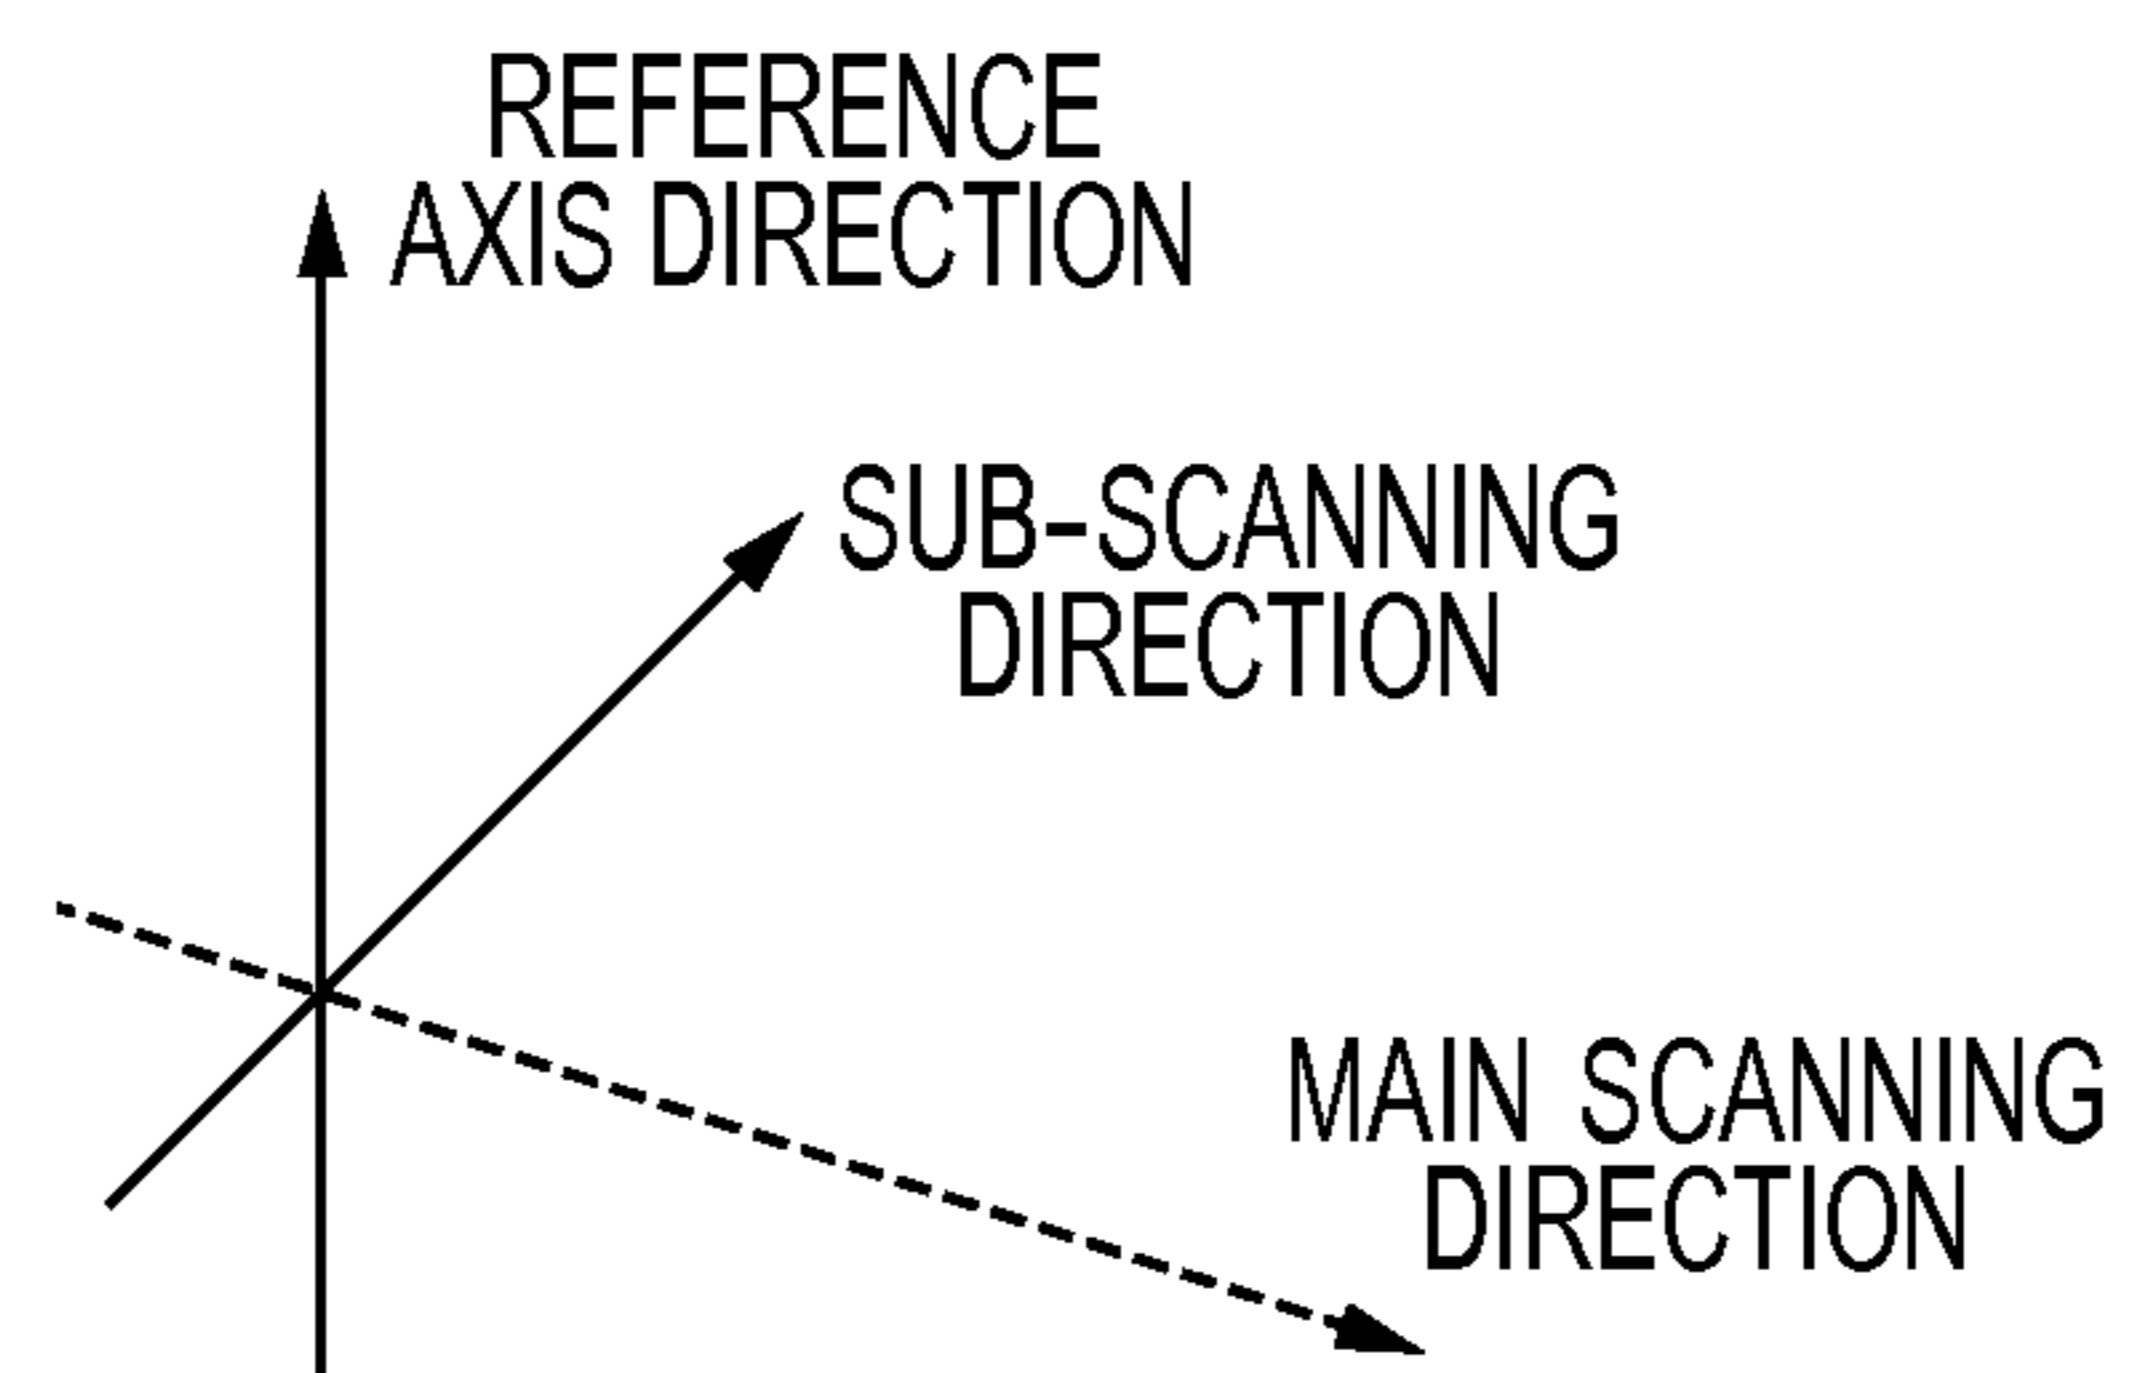 REFERENCE
AXIS DIRECTION
SUB-SCANNING
DIRECTION
MAIN SCANNING
DIRECTION